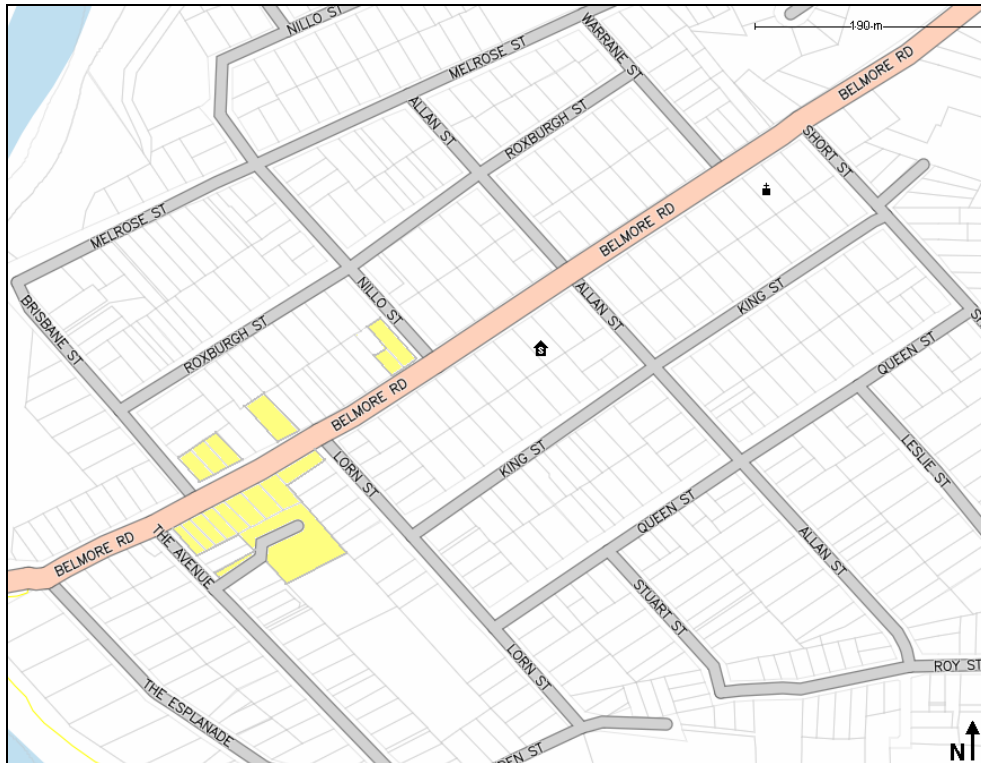 NILLO ST
WARRANE ST
190 m
MELROSE ST
BELMORE RD
ALLAN ST
ROXBURGH ST
SHORT ST
MELROSE ST
BELMORE RD
BRISBANE ST
NILLO ST
ALLAN ST
KING ST
ROXBURGH ST
S
QUEEN ST
BELMORE RD
LORN ST
KING ST
LESLIE ST
QUEEN ST
THE AVENUE
BELMORE RD
ALLAN ST
STUART ST
LORN ST
ROY ST
THE ESPLANADE
DEN ST
N